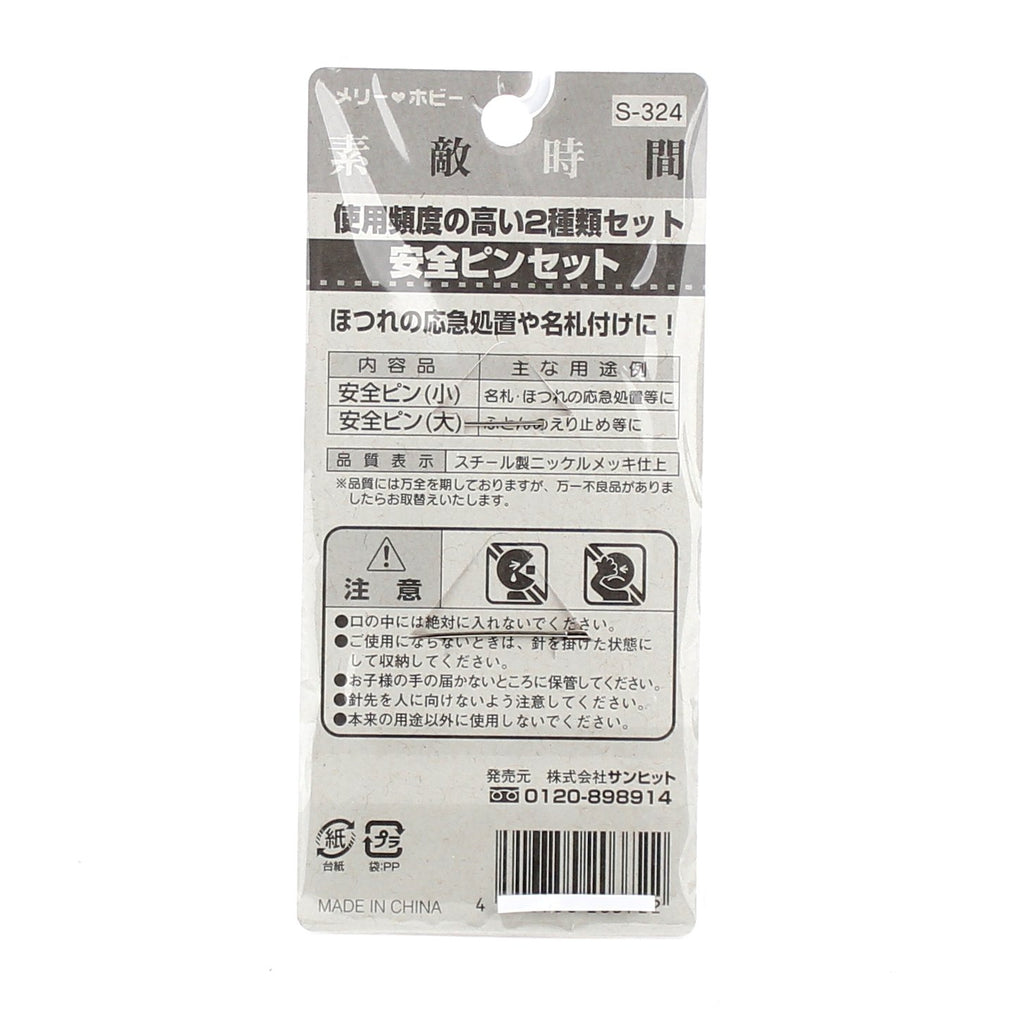 メリー♥ホビー
S-324
素敵時間
使用頻度の高い2種類セット
安全ピンセット
ほつれの応急処置や名札付けに！
内容品 主な用途例
安全ピン(小) 名札・ほつれの応急処置等に
安全ピン(大) ふとんのえり止め等に
品質表示 スチール製ニッケルメッキ仕上
※品質には万全を期しておりますが、万一不良品がありま
したらお取替えいたします。
注意
●口の中には絶対に入れないでください。
●ご使用にならないときは、針を掛けた状態に
して収納してください。
●お子様の手の届かないところに保管してください。
●針先を人に向けないよう注意してください。
●本来の用途以外に使用しないでください。
発売元 株式会社サンヒット
0120-898914
紙 プラ
台紙 袋:PP
MADE IN CHINA 4